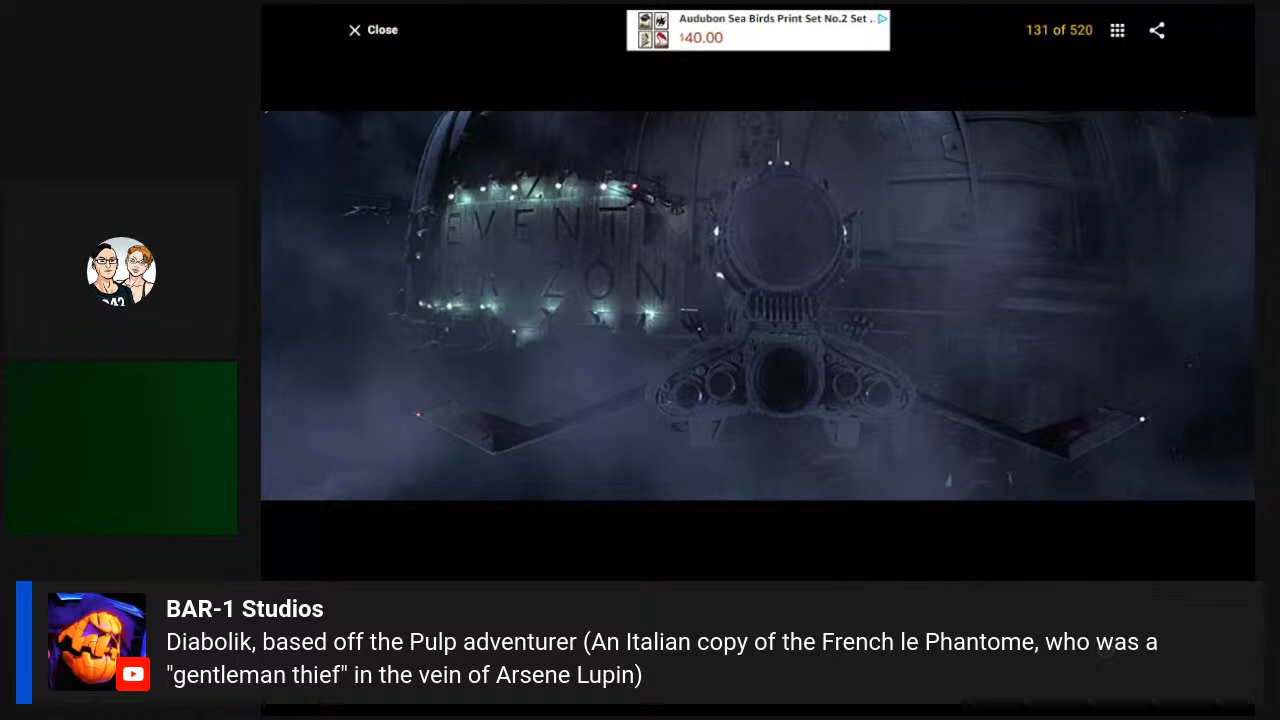 Close
Audubon Sea Birds Print Set No.2 Set ..
$40.00
131 of 520
EVENT
ZON
BAR-1 Studios
Diabolik, based off the Pulp adventurer (An Italian copy of the French le Phantome, who was a
"gentleman thief" in the vein of Arsene Lupin)